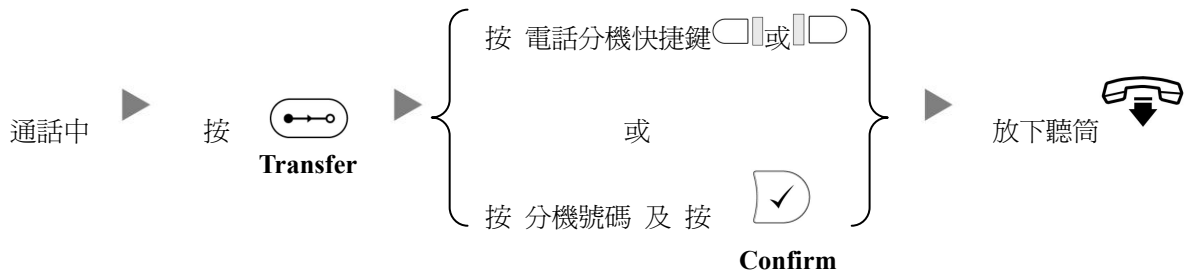 通話中
按
Transfer
按 電話分機快捷鍵或
或
按 分機號碼 及 按
Confirm
放下聽筒